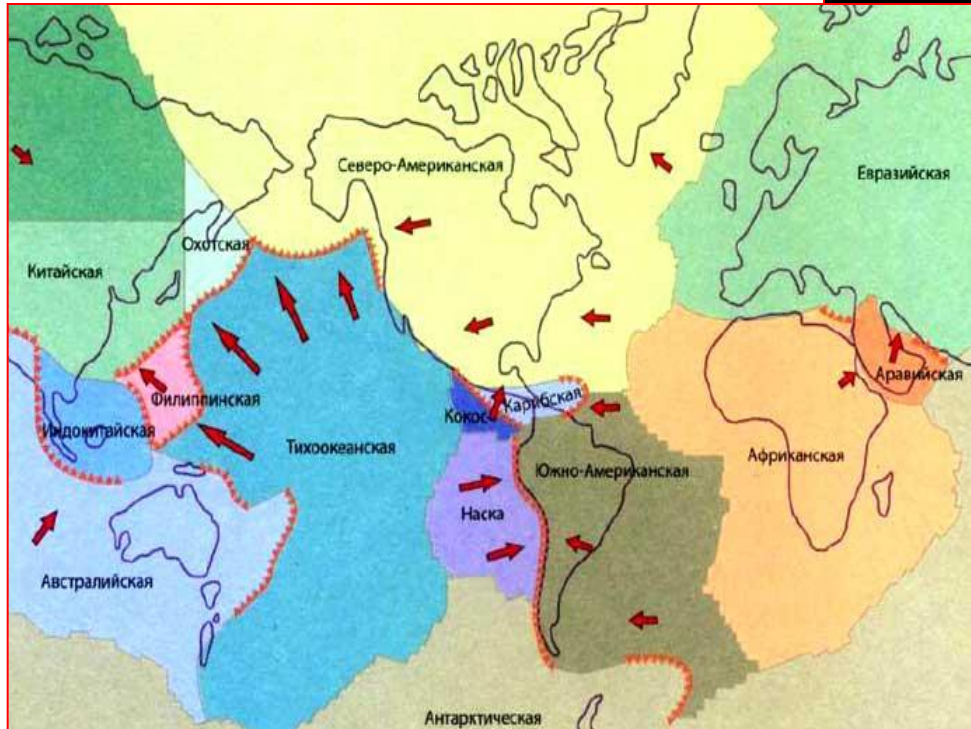 Северо-Американская
Евразийская
Охотская
Китайская
Филиппинская
Индокитайская
Тихоокеанская
Кокос
Карибская
Аравийская
Южно-Американская
Африканская
Наска
Австралийская
Антарктическая